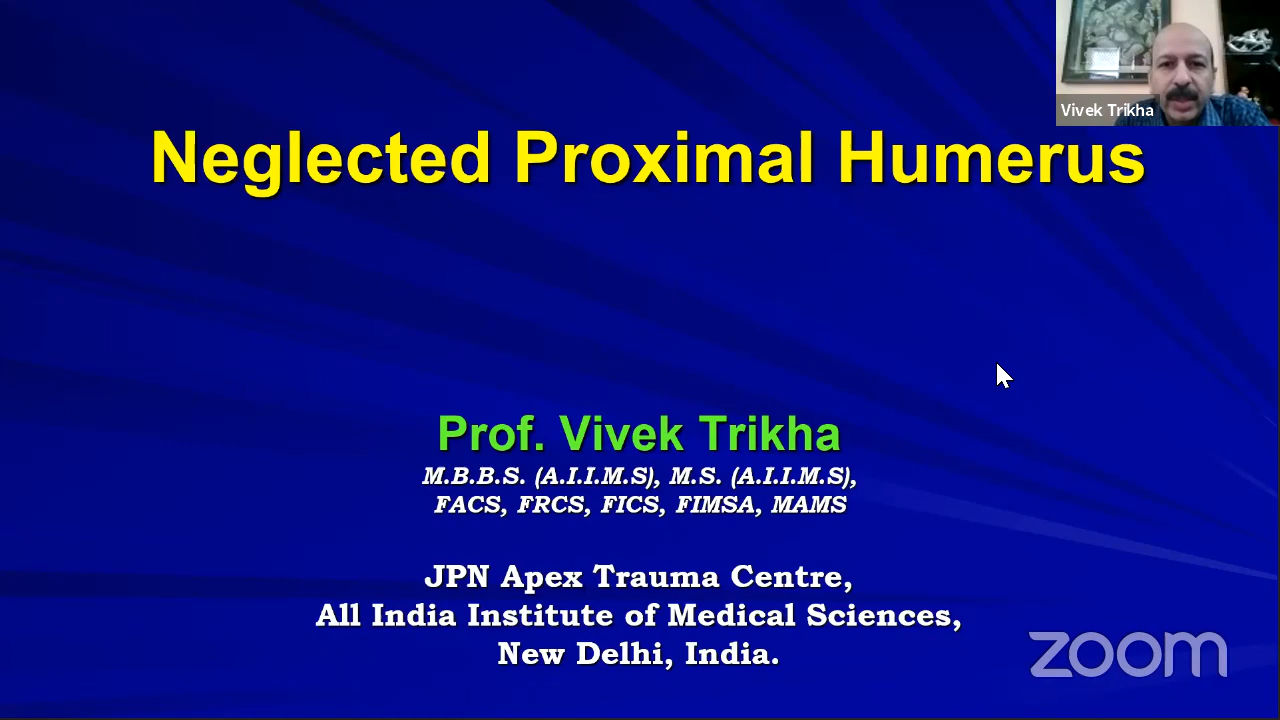 Vivek Trikha
Neglected Proximal Humerus
Prof. Vivek Trikha
M.B.B.S. (A.I.I.M.S), M.S. (A.I.I.M.S),
FACS, FRCS, FICS, FIMSA, MAMS
JPN Apex Trauma Centre,
All India Institute of Medical Sciences,
New Delhi, India.
zoom